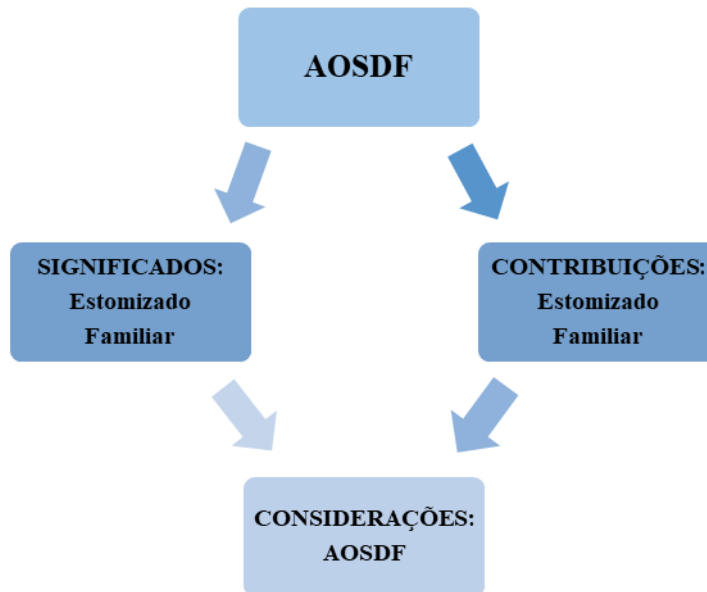 AOSDF
SIGNIFICADOS:
Estomizado
Familiar
CONTRIBUIÇÕES:
Estomizado
Familiar
CONSIDERAÇÕES:
AOSDF